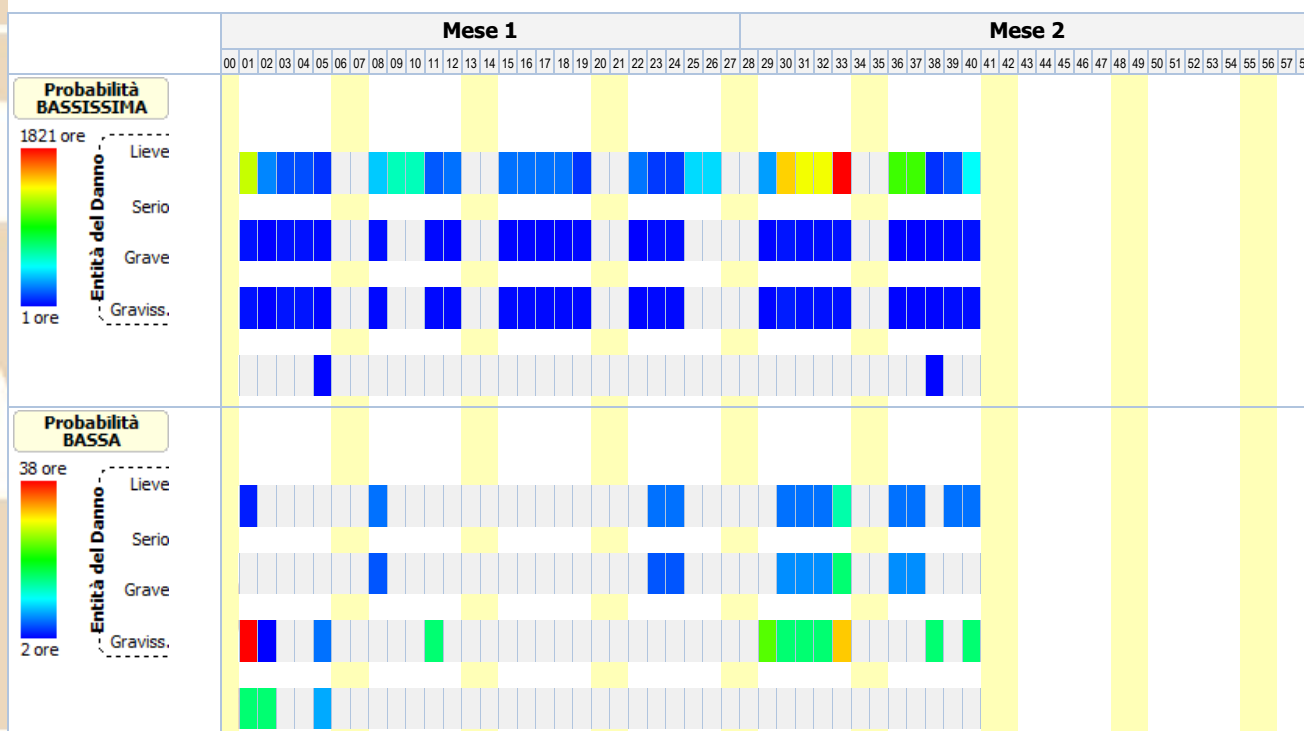 Mese 1 Mese 2
00 01 02 03 04 05 06 07 08 09 10 11 12 13 14 15 16 17 18 19 20 21 22 23 24 25 26 27 28 29 30 31 32 33 34 35 36 37 38 39 40 41 42 43 44 45 46 47 48 49 50 51 52 53 54 55 56 57 5
Probabilità
BASSISSIMA
1821 ore
1 ore
Entità del Danno
Lieve
Serio
Grave
Graviss.
Probabilità
BASSA
38 ore
2 ore
Entità del Danno
Lieve
Serio
Grave
Graviss.